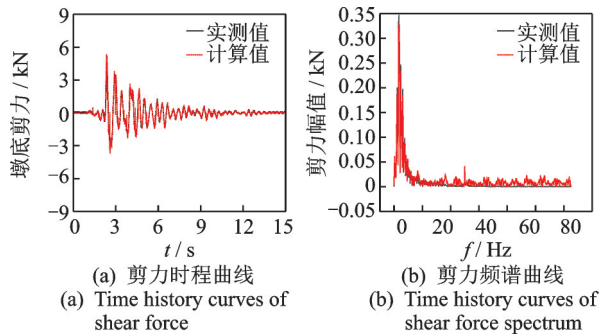 9
6
3
0
−3
−6
−9
墩底剪力 / kN
实测值
计算值
0 3 6 9 12 15
t / s
(a) 剪力时程曲线
(a) Time history curves of
shear force
0.35
0.30
0.25
0.20
0.15
0.10
0.05
0
−0.05
剪力幅值 / kN
实测值
计算值
0 20 40 60 80
f / Hz
(b) 剪力频谱曲线
(b) Time history curves of
shear force spectrum